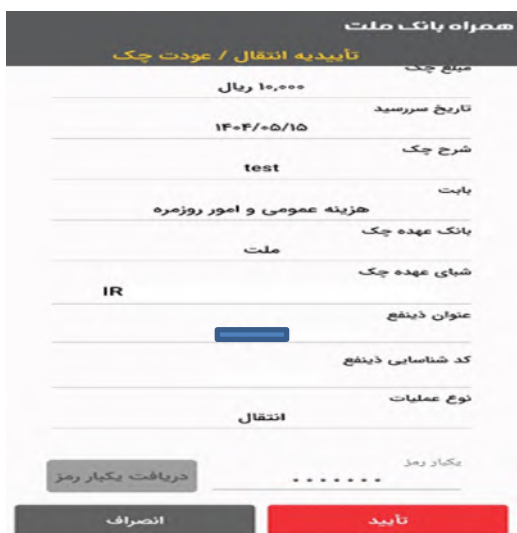 همراه بانک ملت
تأییدیه انتقال / عودت چک
مبلغ چک
۱۰,۰۰۰ ریال
تاریخ سررسید
۱۴۰۴/۰۵/۱۵
شرح چک
test
بابت
هزینه عمومی و امور روزمره
بانک عهده چک
ملت
شبای عهده چک
IR
عنوان ذینفع
کد شناسایی ذینفع
نوع عملیات
انتقال
یکبار رمز
دریافت یکبار رمز
تأیید
انصراف